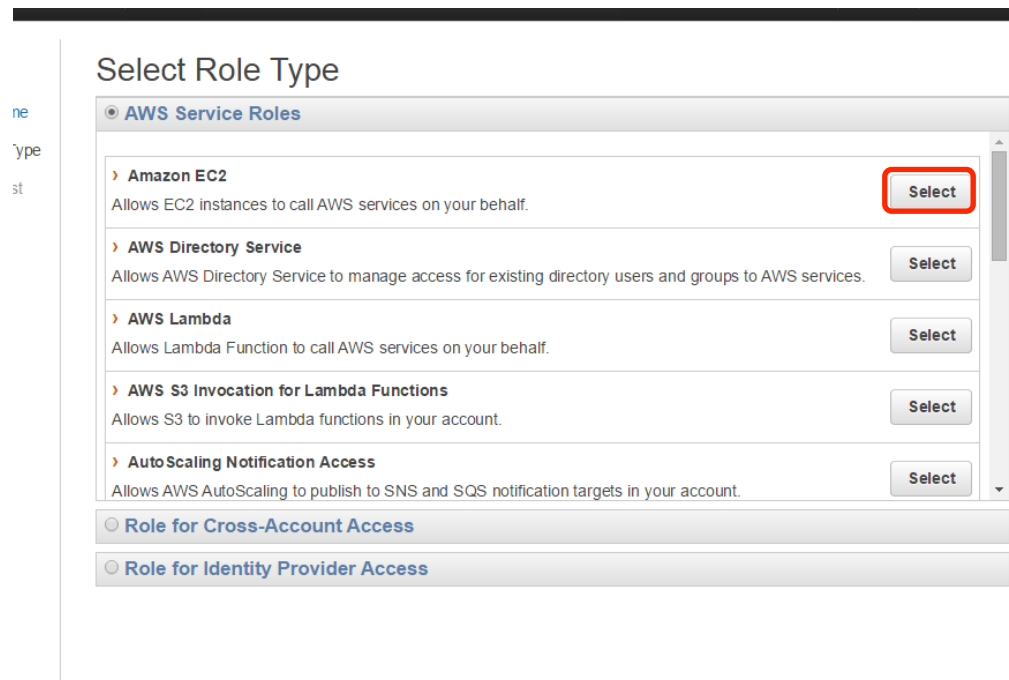 Select Role Type
AWS Service Roles
Amazon EC2
Allows EC2 instances to call AWS services on your behalf.
Select
AWS Directory Service
Allows AWS Directory Service to manage access for existing directory users and groups to AWS services.
Select
AWS Lambda
Allows Lambda Function to call AWS services on your behalf.
Select
AWS S3 Invocation for Lambda Functions
Allows S3 to invoke Lambda functions in your account.
Select
AutoScaling Notification Access
Allows AWS AutoScaling to publish to SNS and SQS notification targets in your account.
Select
Role for Cross-Account Access
Role for Identity Provider Access